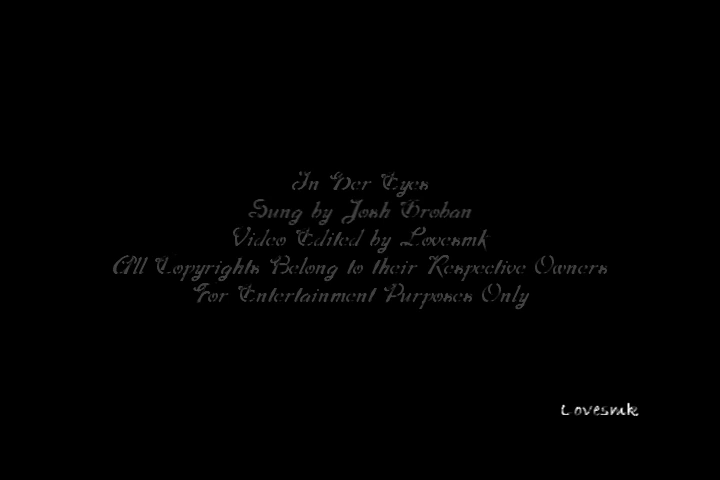 In Her Eyes
Sung by Josh Groban
Video Edited by Lovesmk
All Copyrights Belong to their Respective Owners
For Entertainment Purposes Only
Lovesmk